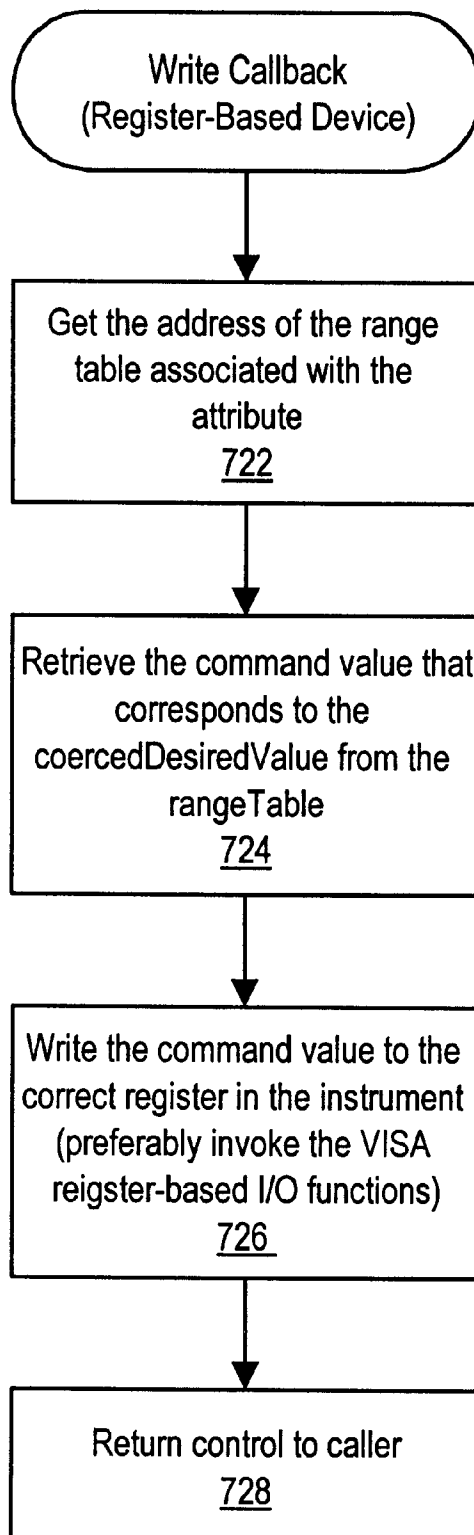 Write Callback
(Register-Based Device)
Get the address of the range
table associated with the
attribute
722
Retrieve the command value that
corresponds to the
coercedDesiredValue from the
rangeTable
724
Write the command value to the
correct register in the instrument
(preferably invoke the VISA
reigster-based I/O functions)
726
Return control to caller
728